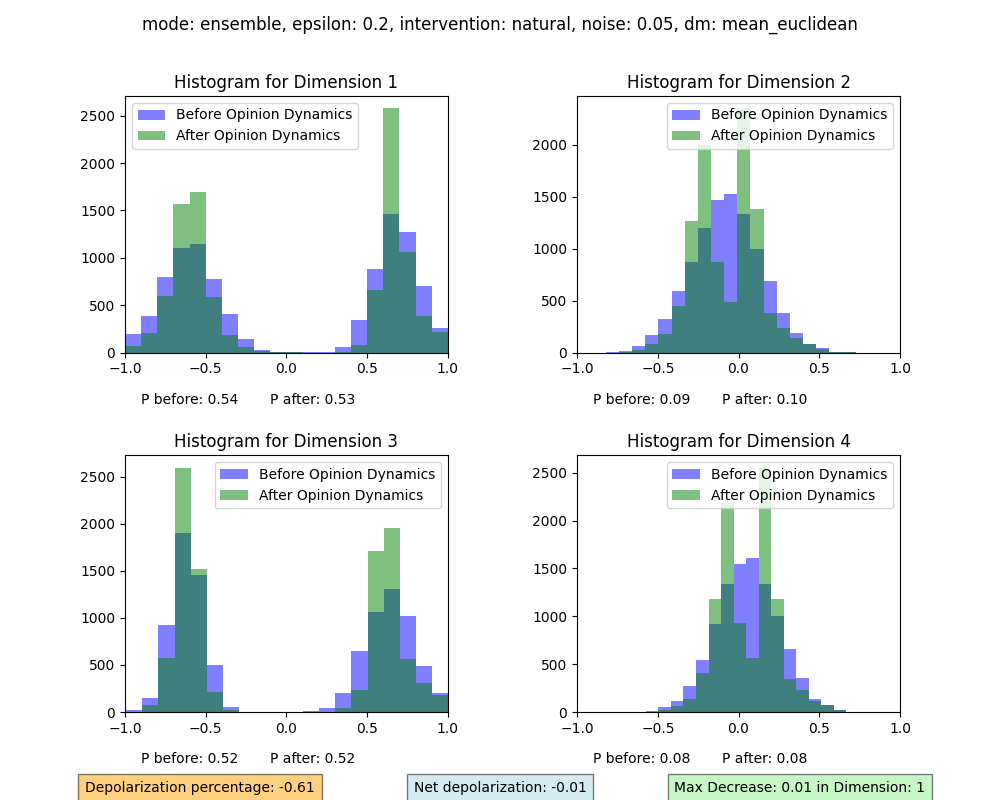 mode: ensemble, epsilon: 0.2, intervention: natural, noise: 0.05, dm: mean_euclidean
Histogram for Dimension 1
Before Opinion Dynamics
After Opinion Dynamics
2500
2000
1500
1000
500
0
−1.0 −0.5 0.0 0.5 1.0
P before: 0.54 P after: 0.53
Histogram for Dimension 2
Before Opinion Dynamics
After Opinion Dynamics
2000
1500
1000
500
0
−1.0 −0.5 0.0 0.5 1.0
P before: 0.09 P after: 0.10
Histogram for Dimension 3
Before Opinion Dynamics
After Opinion Dynamics
2500
2000
1500
1000
500
0
−1.0 −0.5 0.0 0.5 1.0
P before: 0.52 P after: 0.52
Histogram for Dimension 4
Before Opinion Dynamics
After Opinion Dynamics
2500
2000
1500
1000
500
0
−1.0 −0.5 0.0 0.5 1.0
P before: 0.08 P after: 0.08
Depolarization percentage: -0.61
Net depolarization: -0.01
Max Decrease: 0.01 in Dimension: 1